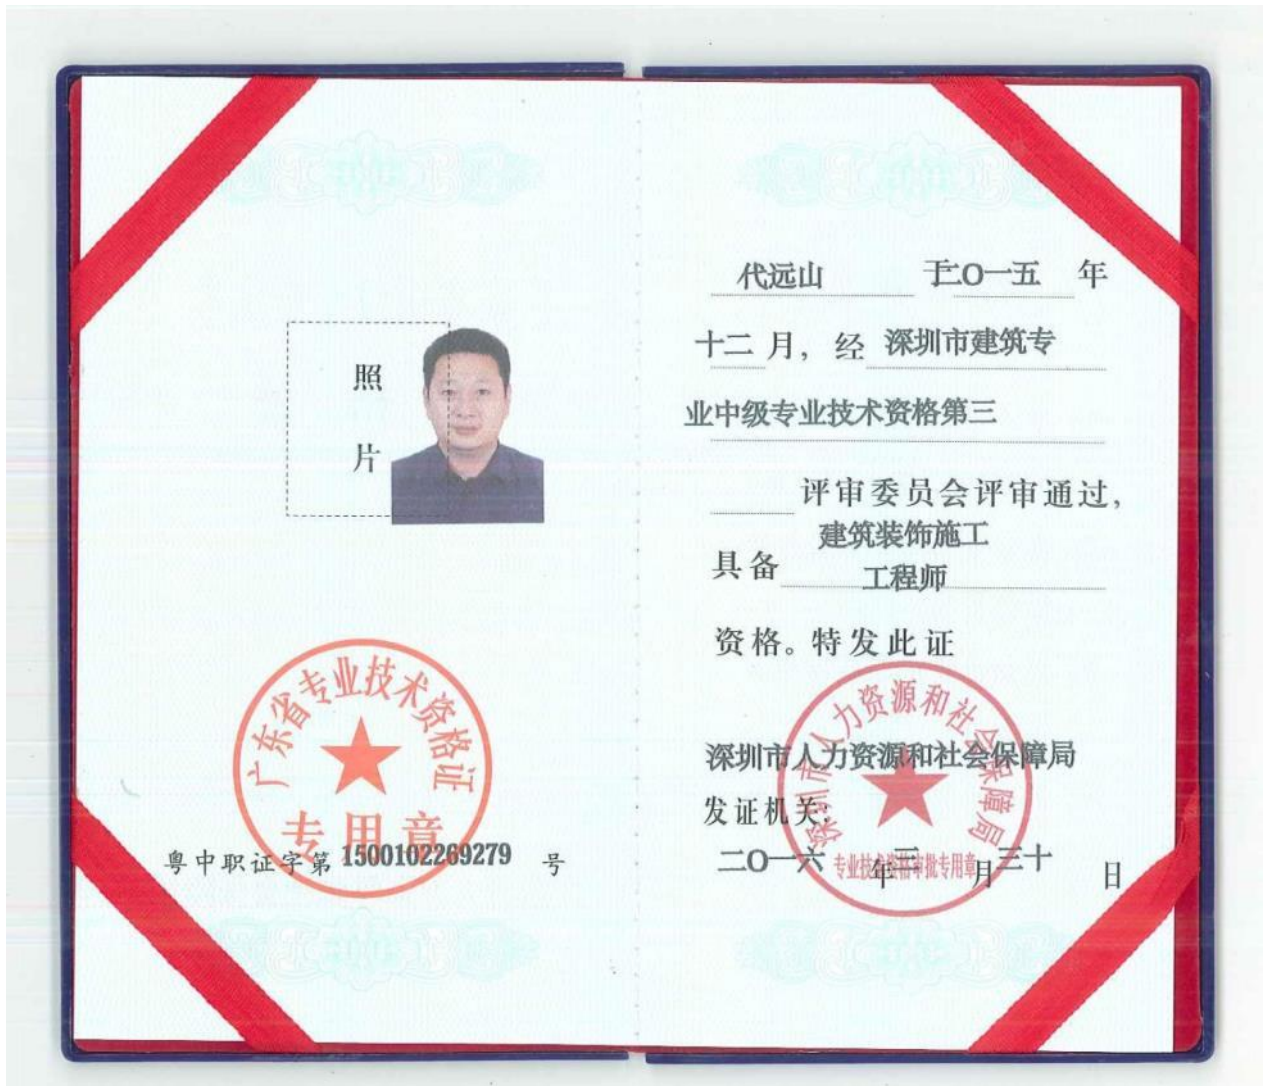 照
片
广东省专业技术资格证
专用章
粤中职证字第 1500102269279 号
代远山 于二O一五 年
十二 月，经 深圳市建筑专
业中级专业技术资格第三
评审委员会评审通过，
建筑装饰施工
具备 工程师
资格。特发此证
深圳市人力资源和社会保障局
深圳市人力资源和社会保障局
发证机关：
二O一六 年 三 月 三十 日
专业技术资格审批专用章